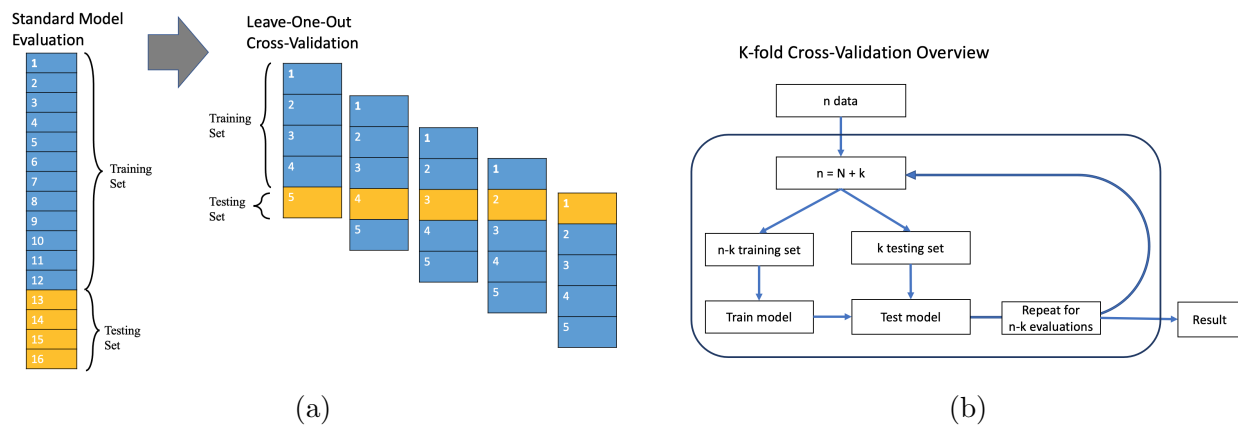 Standard Model
Evaluation
1
2
3
4
5
6
7
8
9
10
11
12
13
14
15
16
Training
Set
Testing
Set
Leave-One-Out
Cross-Validation
Training
Set
Testing
Set
1
2
3
4
5
1
2
3
4
5
1
2
3
4
5
1
2
3
4
5
1
2
3
4
5
(a)
K-fold Cross-Validation Overview
n data
n = N + k
n-k training set
k testing set
Train model
Test model
Repeat for
n-k evaluations
Result
(b)